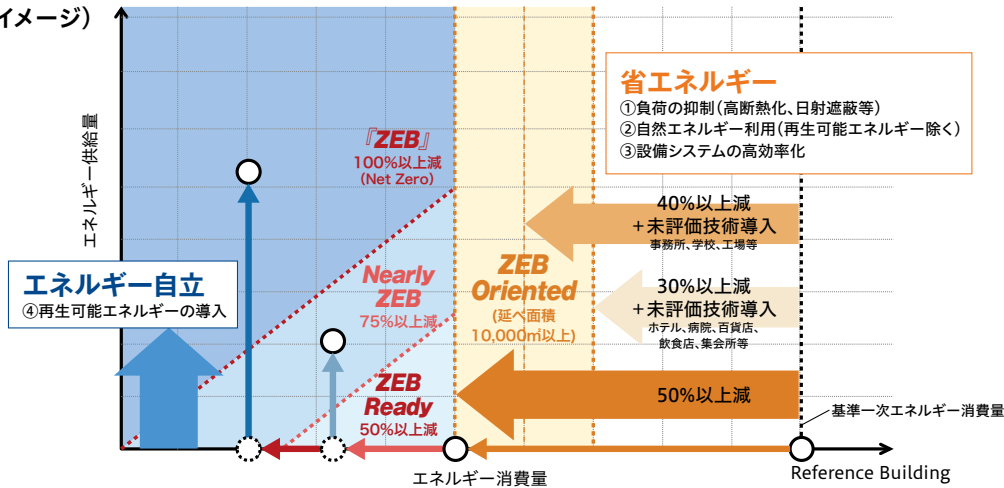 イメージ)
エネルギー供給量
省エネルギー
①負荷の抑制(高断熱化、日射遮蔽等)
②自然エネルギー利用(再生可能エネルギー除く)
③設備システムの高効率化
『ZEB』
100%以上減
(Net Zero)
40%以上減
+未評価技術導入
事務所、学校、工場等
エネルギー自立
④再生可能エネルギーの導入
Nearly
ZEB
75%以上減
ZEB
Oriented
(延べ面積
10,000㎡以上)
30%以上減
+未評価技術導入
ホテル、病院、百貨店、
飲食店、集会所等
ZEB
Ready
50%以上減
50%以上減
基準一次エネルギー消費量
エネルギー消費量
Reference Building